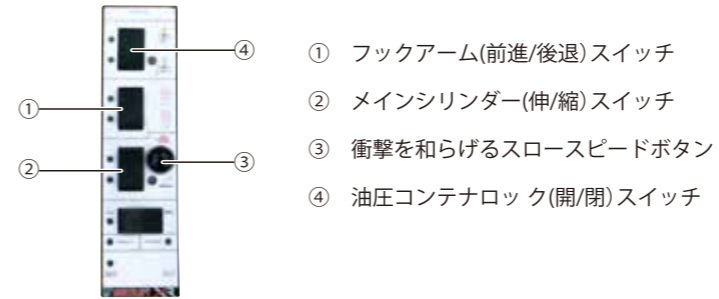 ④
①
②
③
① フックアーム(前進/後退)スイッチ
② メインシリンダー(伸/縮)スイッチ
③ 衝撃を和らげるスロースピードボタン
④ 油圧コンテナロッ ク(開/閉)スイッチ